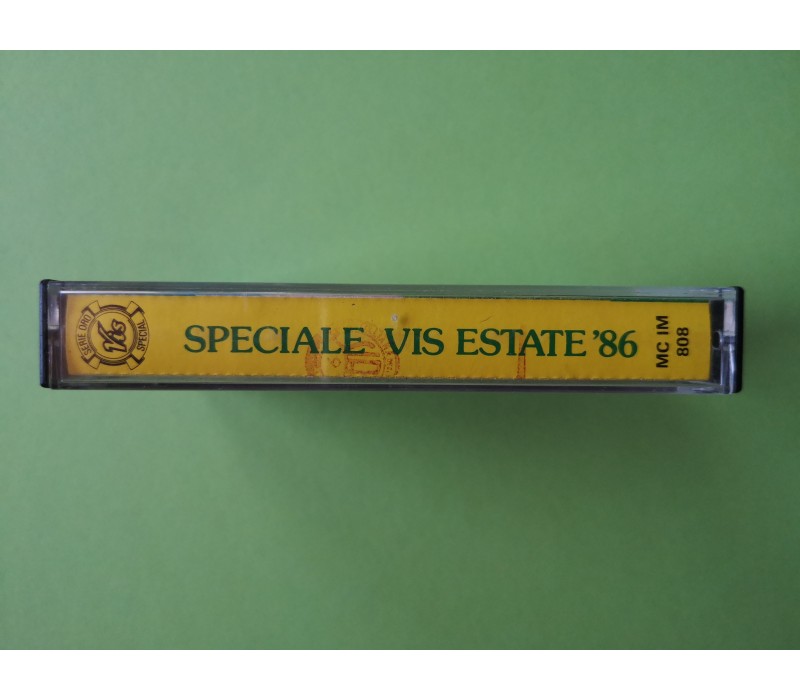 SERIE ORO
Vis
SPECIAL
SPECIALE VIS ESTATE '86
MC IM
808